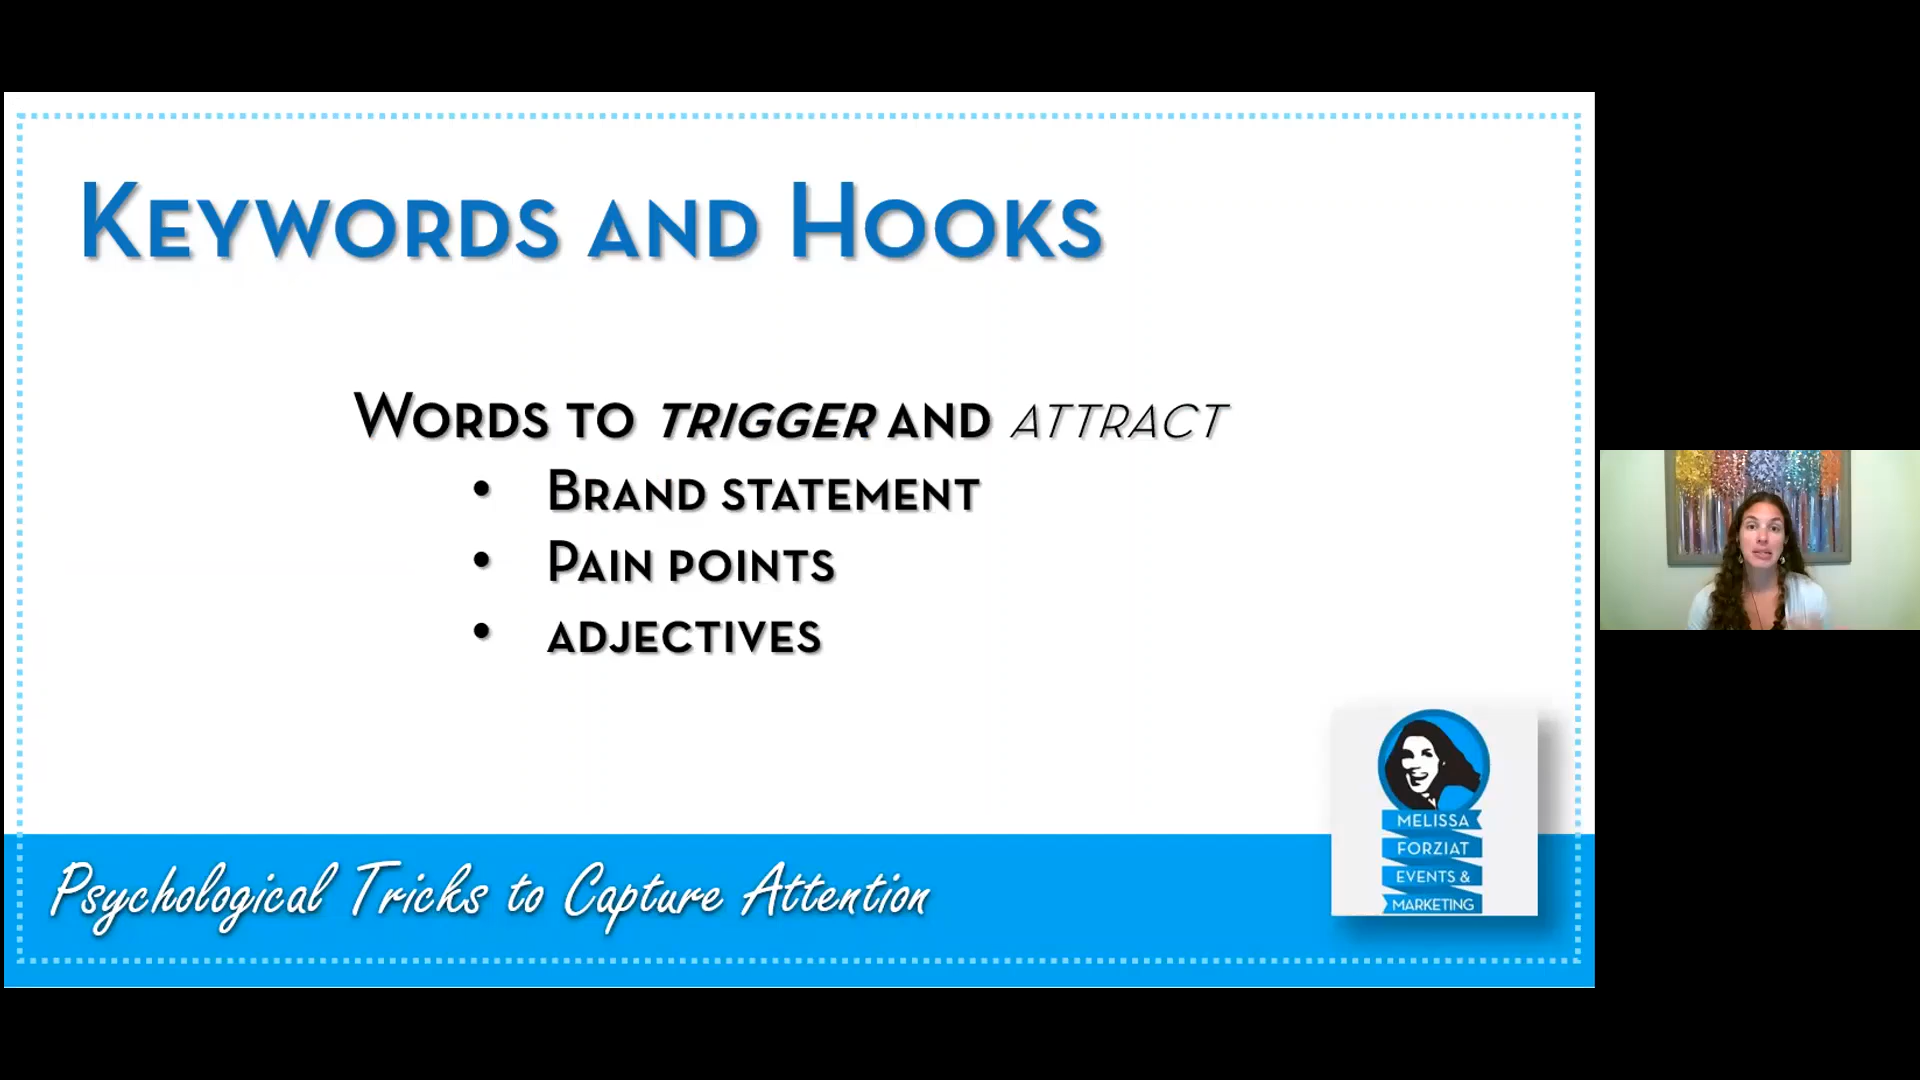 Keywords and Hooks
Words to trigger and attract
• Brand statement
• Pain points
• adjectives
Psychological Tricks to Capture Attention
MELISSA
FORZIAT
EVENTS &
MARKETING